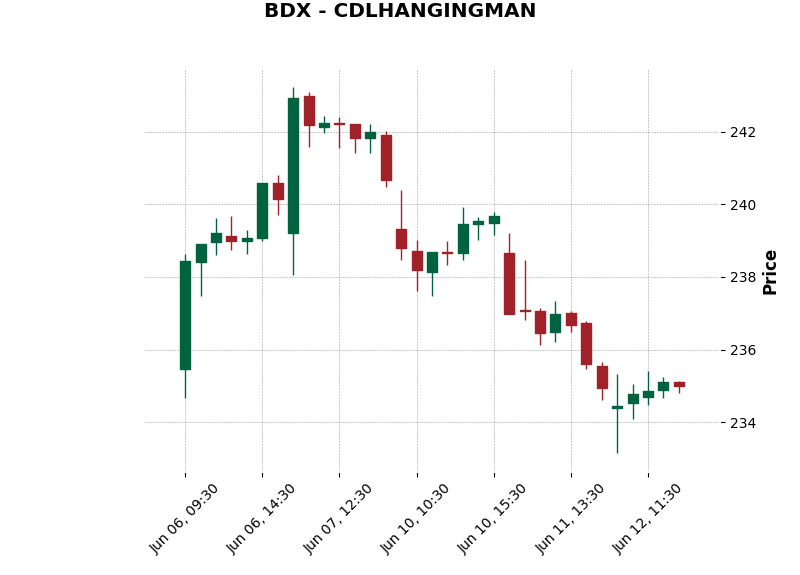 BDX - CDLHANGINGMAN
242
240
238
236
234
Price
Jun 06, 09:30
Jun 06, 14:30
Jun 07, 12:30
Jun 10, 10:30
Jun 10, 15:30
Jun 11, 13:30
Jun 12, 11:30